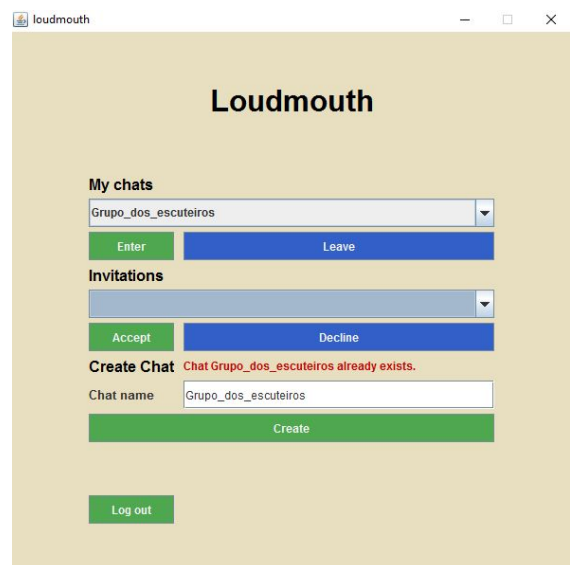 loudmouth
Loudmouth
My chats
Grupo_dos_escuteiros
Enter Leave
Invitations
Accept Decline
Create Chat Chat Grupo_dos_escuteiros already exists.
Chat name Grupo_dos_escuteiros
Create
Log out